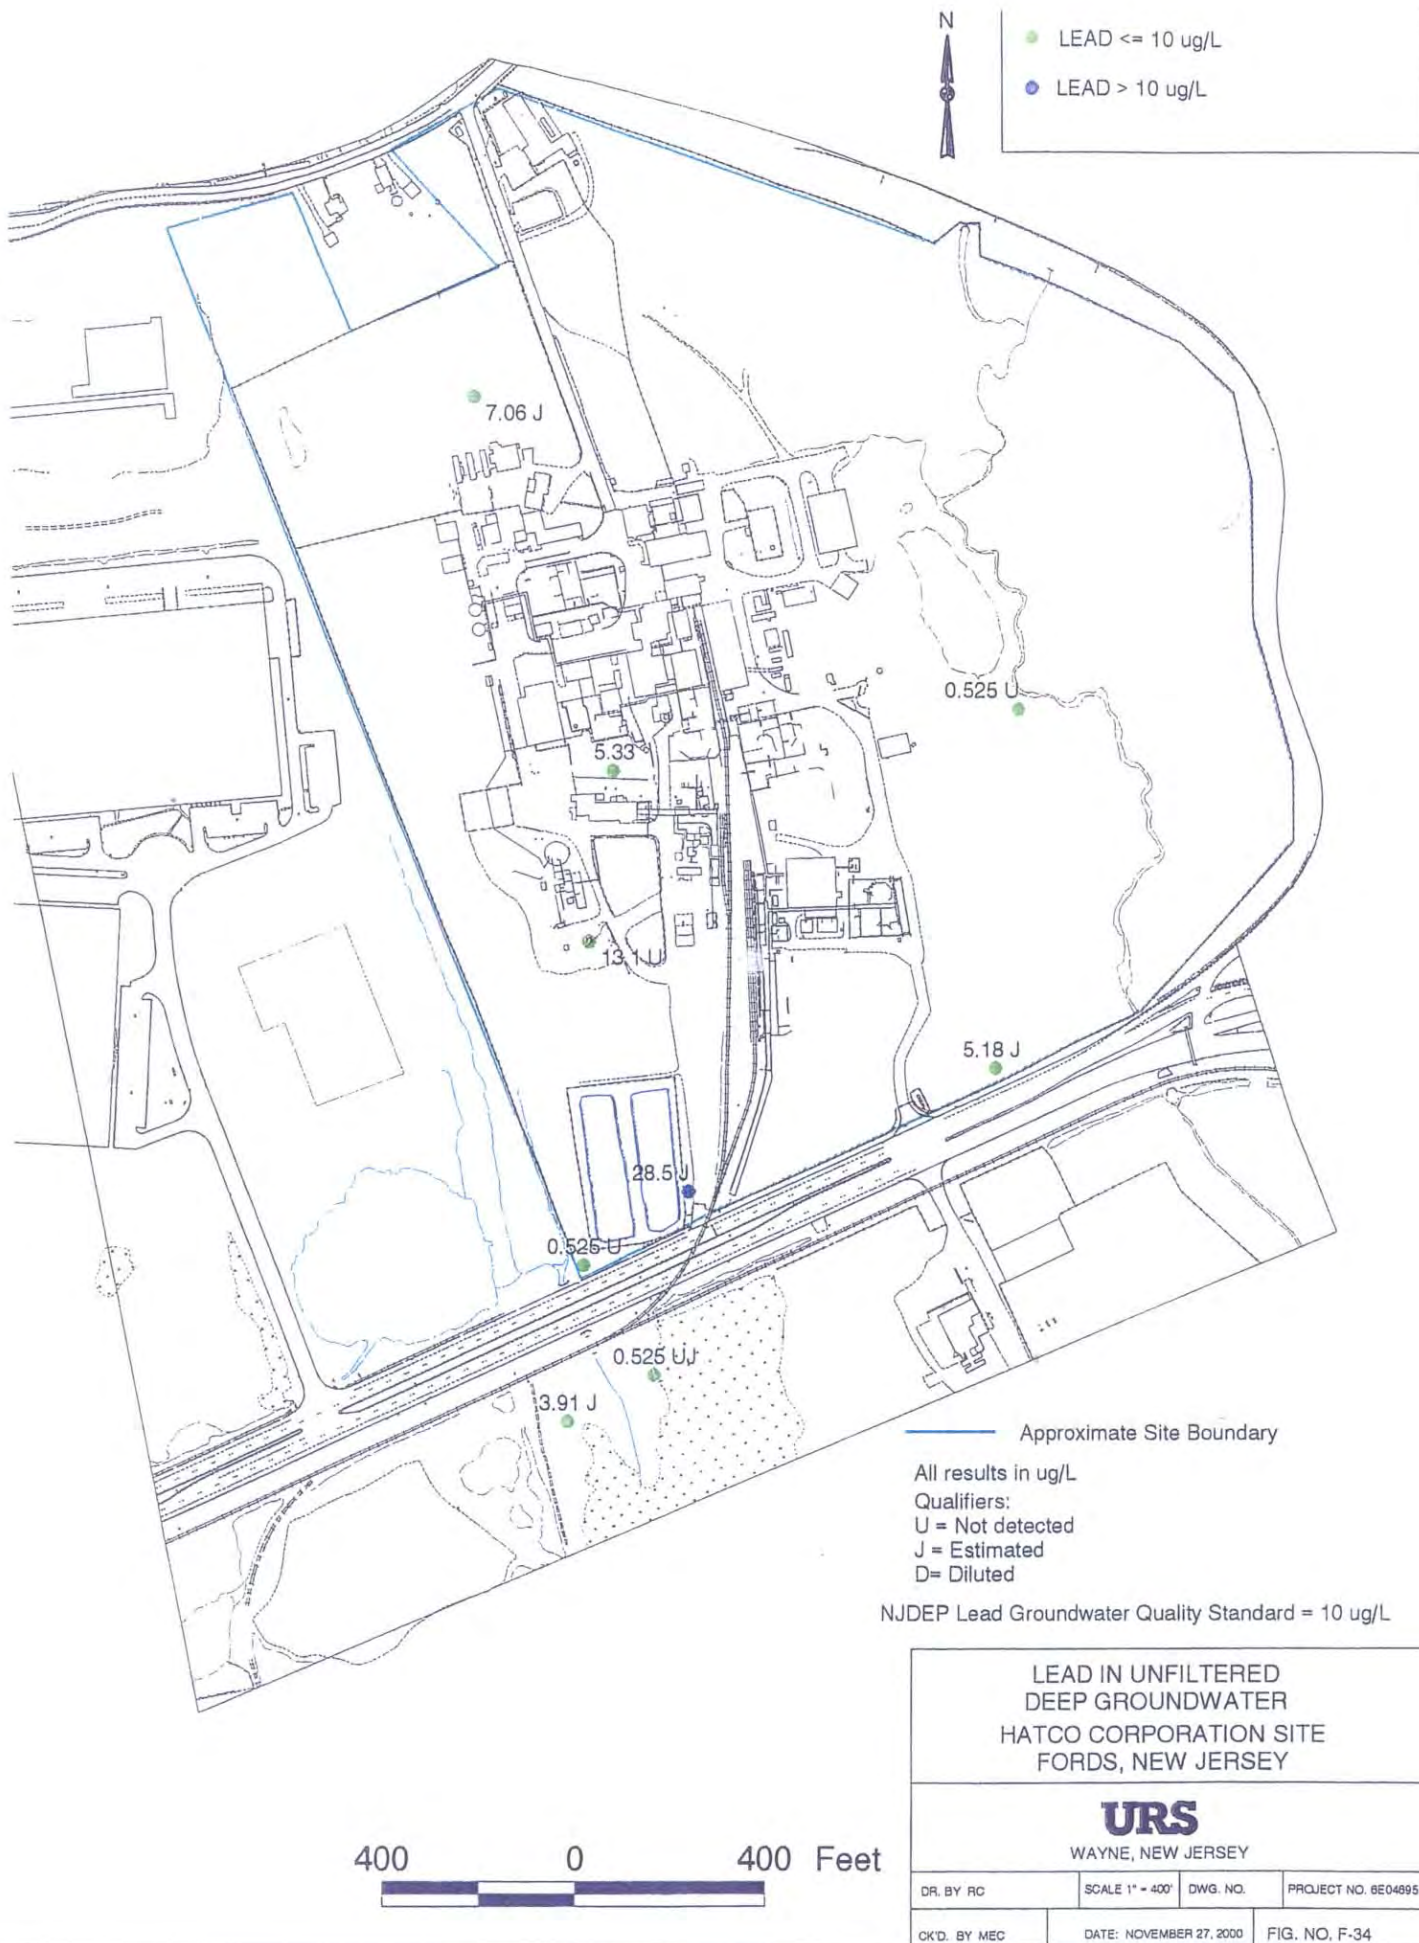 N
LEAD <= 10 ug/L
LEAD > 10 ug/L
7.06 J
0.525 U
5.33
13.1 U
5.18 J
28.5 J
0.525 U
0.525 UJ
3.91 J
Approximate Site Boundary
All results in ug/L
Qualifiers:
U = Not detected
J = Estimated
D= Diluted
NJDEP Lead Groundwater Quality Standard = 10 ug/L
LEAD IN UNFILTERED
DEEP GROUNDWATER
HATCO CORPORATION SITE
FORDS, NEW JERSEY
URS
WAYNE, NEW JERSEY
400 0 400 Feet
DR. BY RC SCALE 1" = 400' DWG. NO. PROJECT NO. 6E04695
CK'D. BY MEC DATE: NOVEMBER 27, 2000 FIG. NO. F-34